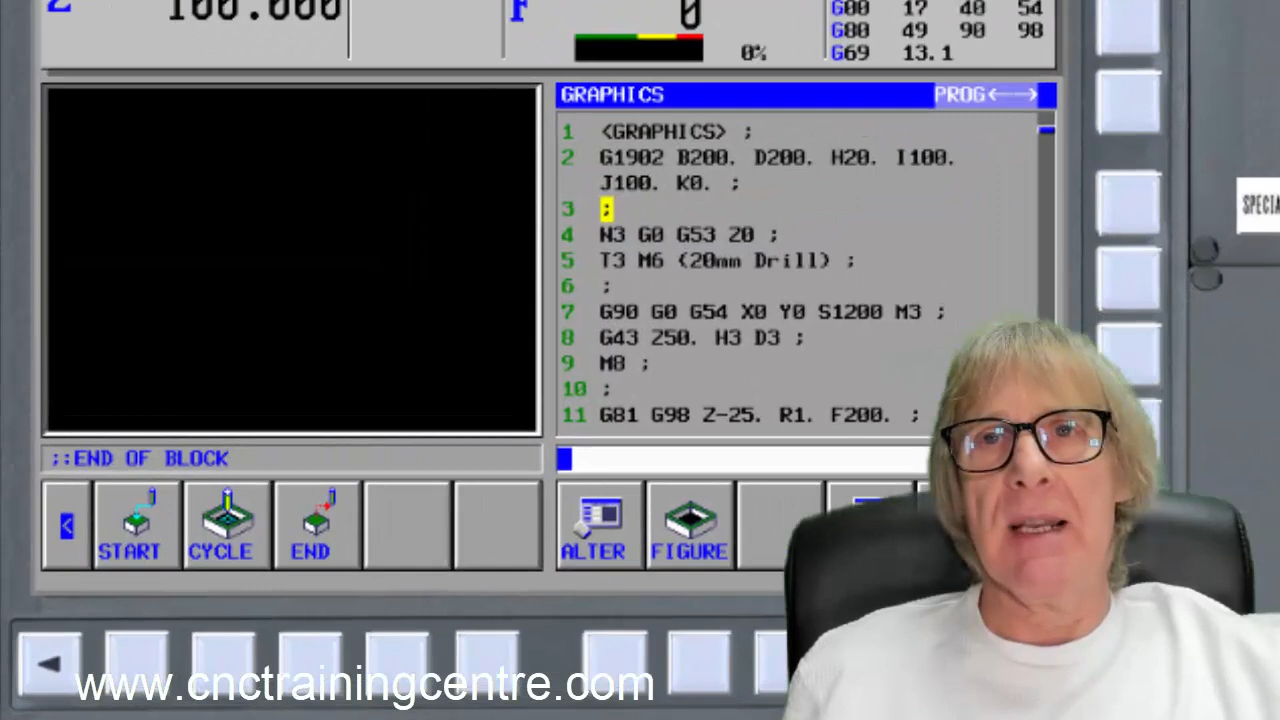 Z 100.000 F 0 G00 17 40 54
G80 49 90 98
0% G69 13.1
GRAPHICS PROG←→
1 <GRAPHICS> ;
2 G1902 B200. D200. H20. I100.
J100. K0. ;
3 ;
4 N3 G0 G53 Z0 ;
5 T3 M6 (20mm Drill) ;
6 ;
7 G90 G0 G54 X0 Y0 S1200 M3 ;
8 G43 Z50. H3 D3 ;
9 M8 ;
10 ;
11 G81 G98 Z-25. R1. F200. ;
;:END OF BLOCK
< START CYCLE END ALTER FIGURE
www.cnctrainingcentre.com